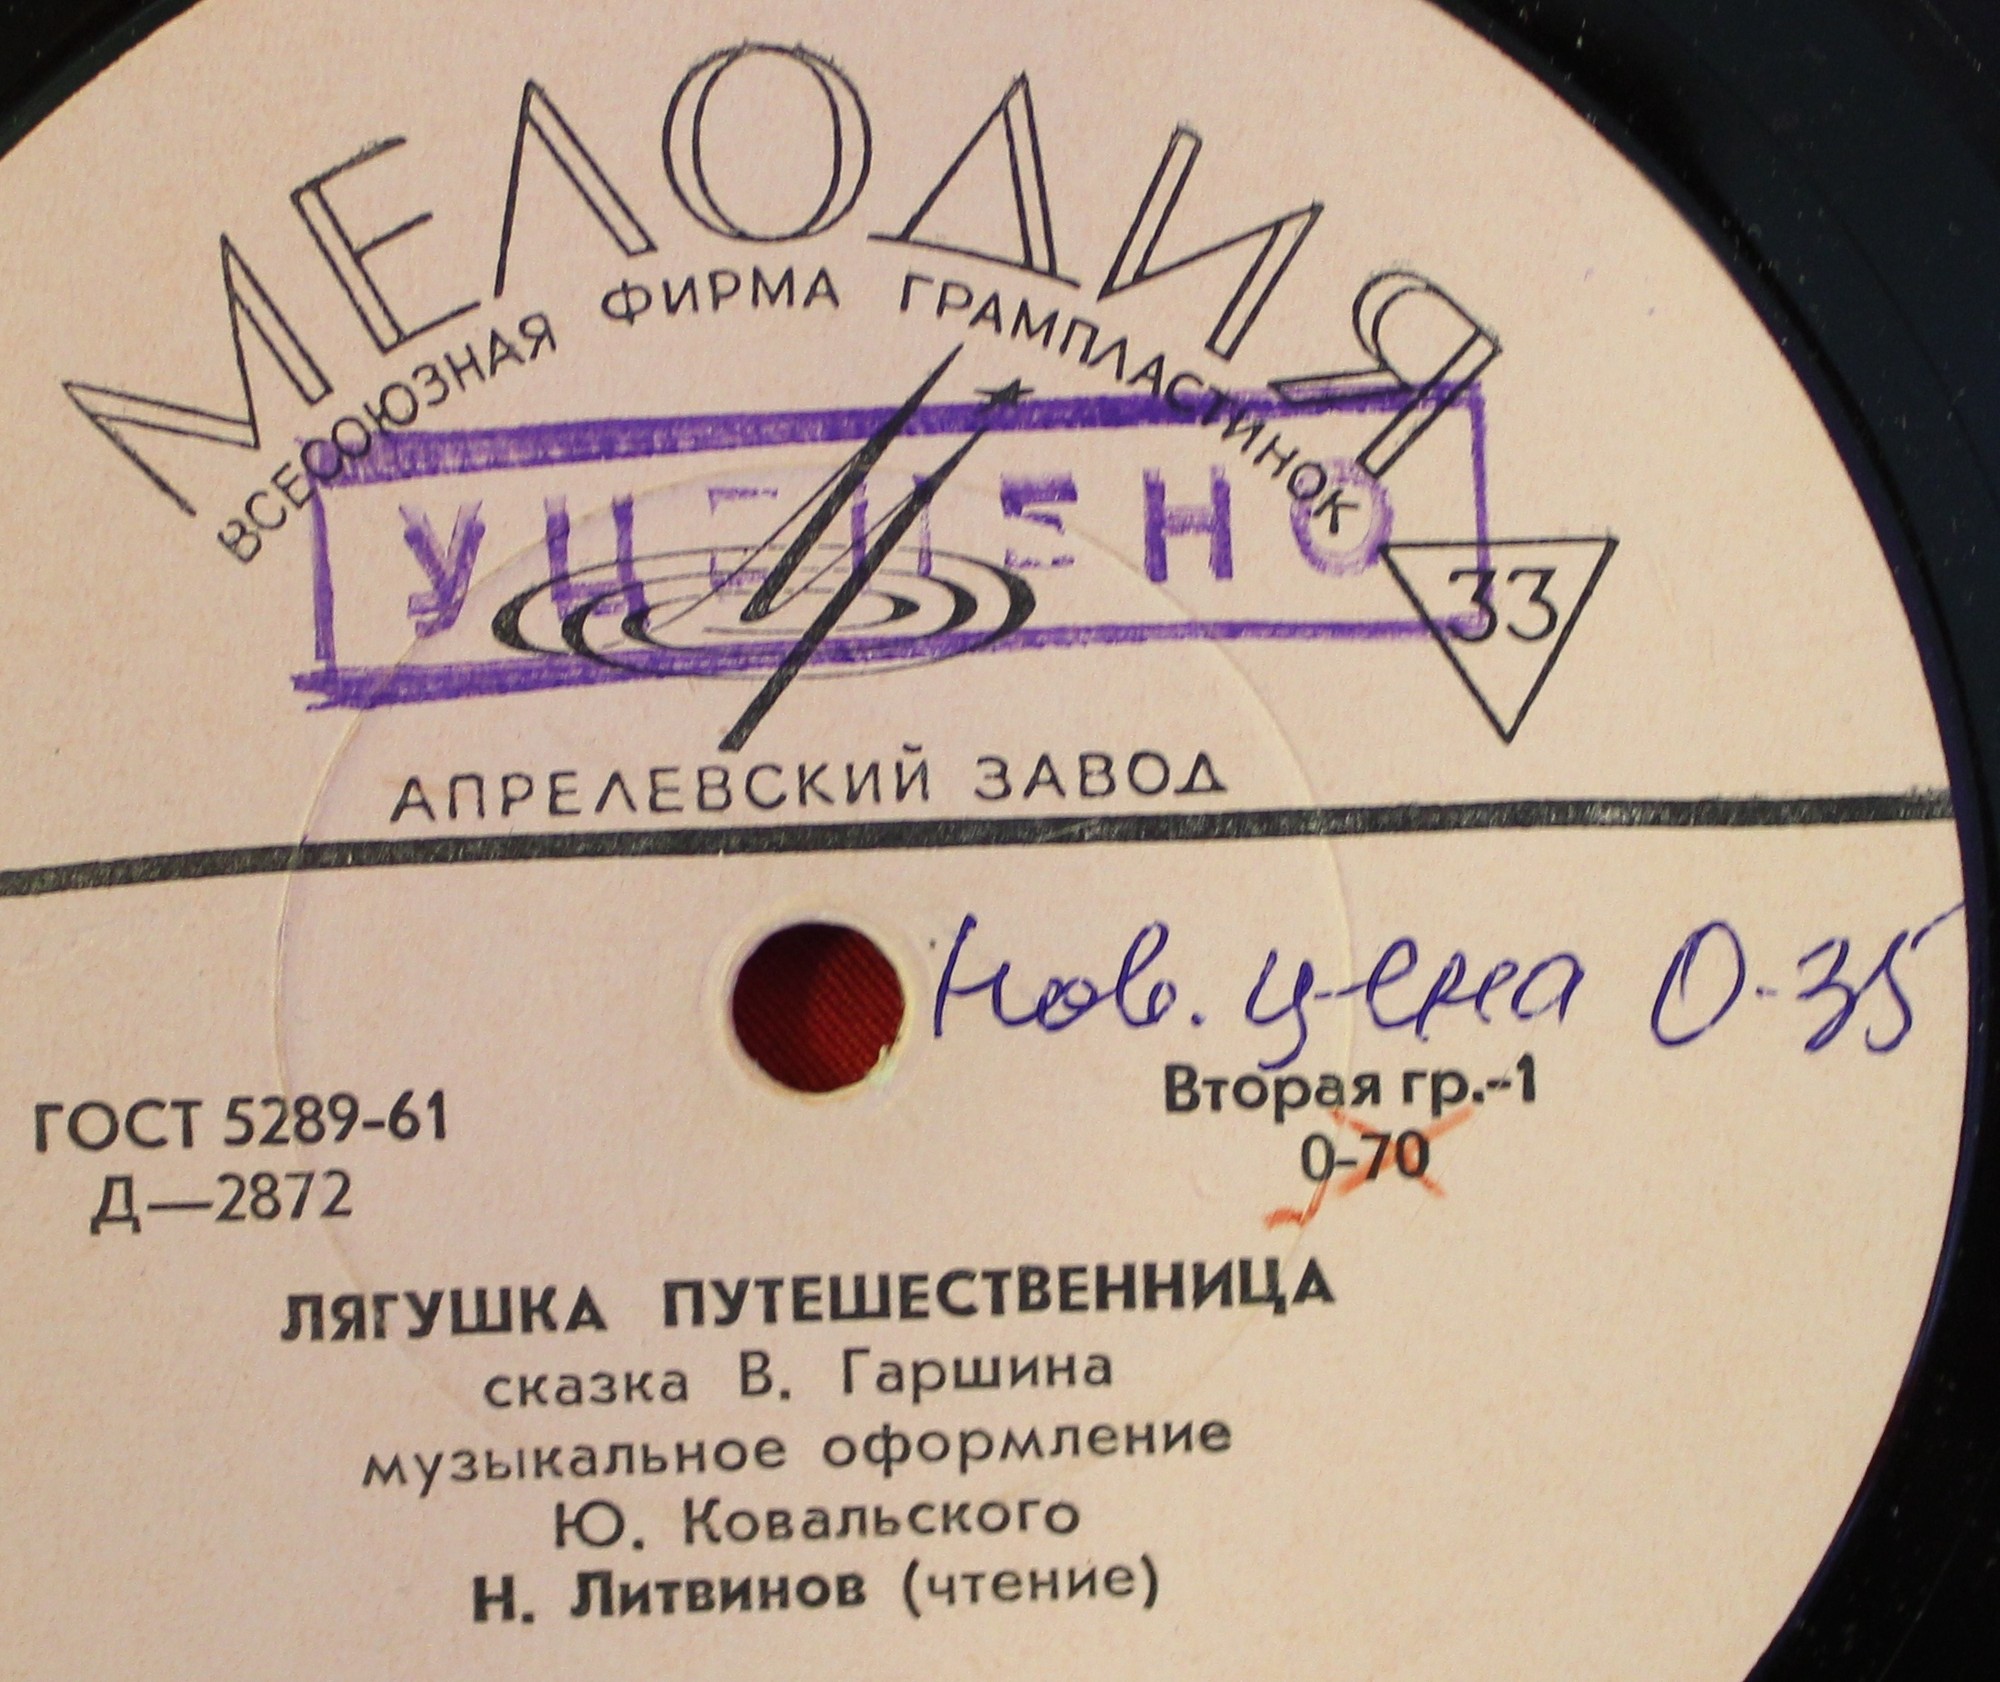 МЕЛОДИЯ
ВСЕСОЮЗНАЯ ФИРМА ГРАМПЛАСТИНОК
УЦЕНЕНО
33
АПРЕЛЕВСКИЙ ЗАВОД
Нов. цена 0-35
ГОСТ 5289-61
Вторая гр.-1
Д—2872
0-70
ЛЯГУШКА ПУТЕШЕСТВЕННИЦА
сказка В. Гаршина
музыкальное оформление
Ю. Ковальского
Н. Литвинов (чтение)